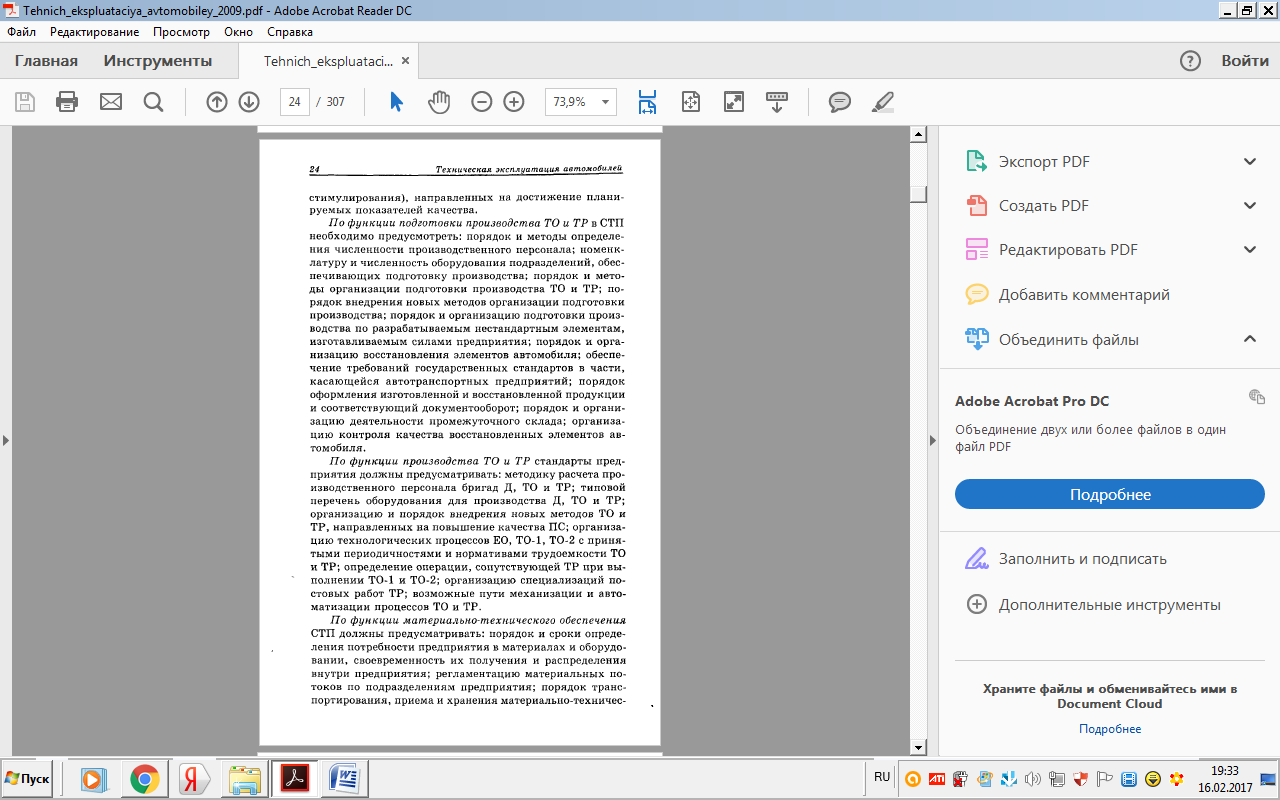 Tehnich_ekspluataciya_avtomobiley_2009.pdf - Adobe Acrobat Reader DC
Файл Редактирование Просмотр Окно Справка
Главная Инструменты Tehnich_ekspluataci... × ? Войти
24 / 307 73,9%
24 Техническая эксплуатация автомобилей
стимулирования), направленных на достижение плани-
руемых показателей качества.
По функции подготовки производства ТО и ТР в СТП
необходимо предусмотреть: порядок и методы определе-
ния численности производственного персонала; номенк-
латуру и численность оборудования подразделений, обес-
печивающих подготовку производства; порядок и мето-
ды организации подготовки производства ТО и ТР; по-
рядок внедрения новых методов организации подготовки
производства; порядок и организацию подготовки произ-
водства по разрабатываемым нестандартным элементам,
изготавливаемым силами предприятия; порядок и орга-
низацию восстановления элементов автомобиля; обеспе-
чение требований государственных стандартов в части,
касающейся автотранспортных предприятий; порядок
оформления изготовленной и восстановленной продукции
и соответствующий документооборот; порядок и органи-
зацию деятельности промежуточного склада; организа-
цию контроля качества восстановленных элементов ав-
томобиля.
По функции производства ТО и ТР стандарты пред-
приятия должны предусматривать: методику расчета про-
изводственного персонала бригад Д, ТО и ТР; типовой
перечень оборудования для производства Д, ТО и ТР;
организацию и порядок внедрения новых методов ТО и
ТР, направленных на повышение качества ПС; организа-
цию технологических процессов ЕО, ТО-1, ТО-2 с приня-
тыми периодичностями и нормативами трудоемкости ТО
и ТР; определение операции, сопутствующей ТР при вы-
полнении ТО-1 и ТО-2; организацию специализаций по-
стовых работ ТР; возможные пути механизации и авто-
матизации процессов ТО и ТР.
По функции материально-технического обеспечения
СТП должны предусматривать: порядок и сроки опреде-
ления потребности предприятия в материалах и оборудо-
вании, своевременность их получения и распределения
внутри предприятия; регламентацию материальных по-
токов по подразделениям предприятия; порядок транс-
портирования, приема и хранения материально-техничес-
Экспорт PDF
Создать PDF
Редактировать PDF
Добавить комментарий
Объединить файлы
Adobe Acrobat Pro DC
Объединение двух или более файлов в один
файл PDF
Подробнее
Заполнить и подписать
Дополнительные инструменты
Храните файлы и обменивайтесь ими в
Document Cloud
Подробнее
Пуск
RU
19:33
16.02.2017